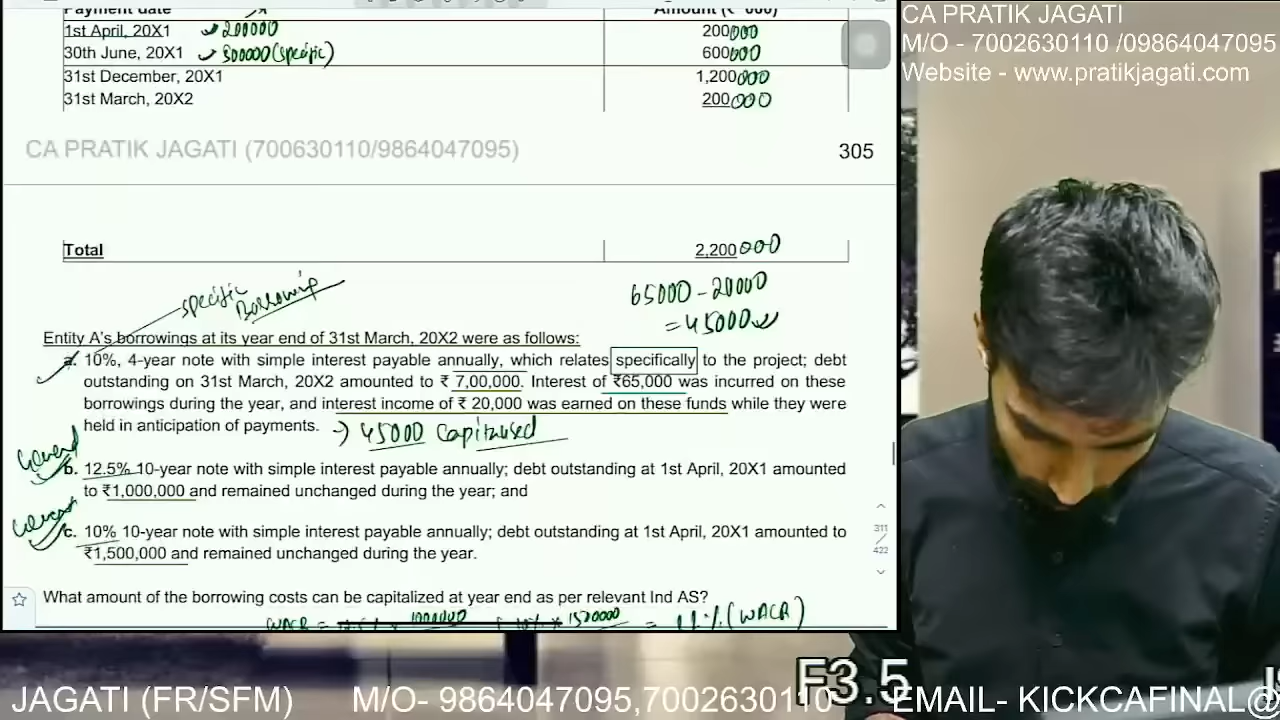 Payment date Amount (₹ '000)
1st April, 20X1 200000 200000
30th June, 20X1 500000 (specific) 600000
31st December, 20X1 1,200000
31st March, 20X2 200000
CA PRATIK JAGATI (700630110/9864047095) 305
Total 2,200000
specific Borrowing
65000 - 20000
= 45000
Entity A's borrowings at its year end of 31st March, 20X2 were as follows:
a. 10%, 4-year note with simple interest payable annually, which relates specifically to the project; debt
outstanding on 31st March, 20X2 amounted to ₹ 7,00,000. Interest of ₹65,000 was incurred on these
borrowings during the year, and interest income of ₹ 20,000 was earned on these funds while they were
held in anticipation of payments. → 45000 Capitalised
General
b. 12.5% 10-year note with simple interest payable annually; debt outstanding at 1st April, 20X1 amounted
to ₹1,000,000 and remained unchanged during the year; and
General
c. 10% 10-year note with simple interest payable annually; debt outstanding at 1st April, 20X1 amounted to
₹1,500,000 and remained unchanged during the year.
311
/
422
What amount of the borrowing costs can be capitalized at year end as per relevant Ind AS?
WACR = 1000000 10% × 1500000 = 11% (WACR)
CA PRATIK JAGATI
M/O - 7002630110 /09864047095
Website - www.pratikjagati.com
F3.5
JAGATI (FR/SFM) M/O- 9864047095,7002630110 EMAIL- KICKCAFINAL@